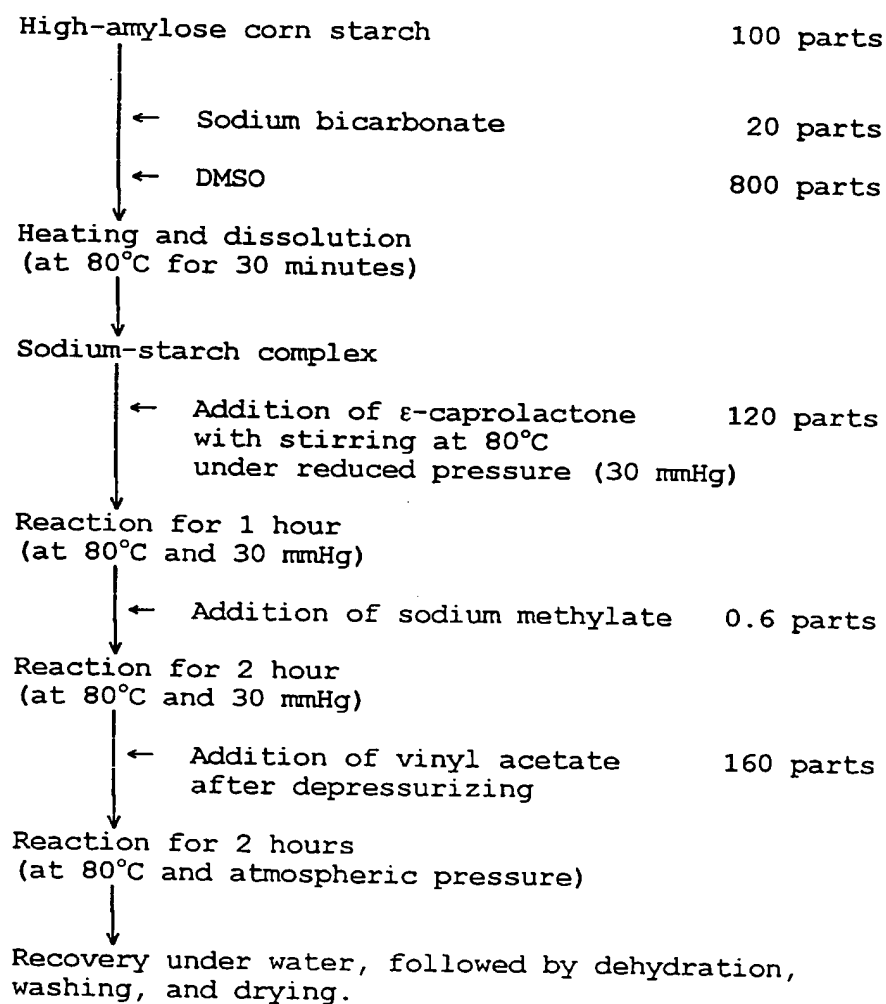 High-amylose corn starch 100 parts
← Sodium bicarbonate 20 parts
← DMSO 800 parts
Heating and dissolution
(at 80°C for 30 minutes)
Sodium-starch complex
← Addition of ε-caprolactone 120 parts
with stirring at 80°C
under reduced pressure (30 mmHg)
Reaction for 1 hour
(at 80°C and 30 mmHg)
← Addition of sodium methylate 0.6 parts
Reaction for 2 hour
(at 80°C and 30 mmHg)
← Addition of vinyl acetate 160 parts
after depressurizing
Reaction for 2 hours
(at 80°C and atmospheric pressure)
Recovery under water, followed by dehydration,
washing, and drying.